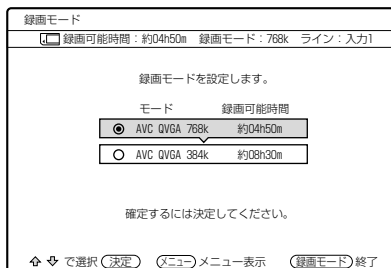 録画モード
録画可能時間：約04h50m 録画モード：768k ライン：入力1
録画モードを設定します。
モード 録画可能時間
AVC QVGA 768k 約04h50m
AVC QVGA 384k 約08h30m
確定するには決定してください。
で選択 決定 メニュー メニュー表示 録画モード 終了